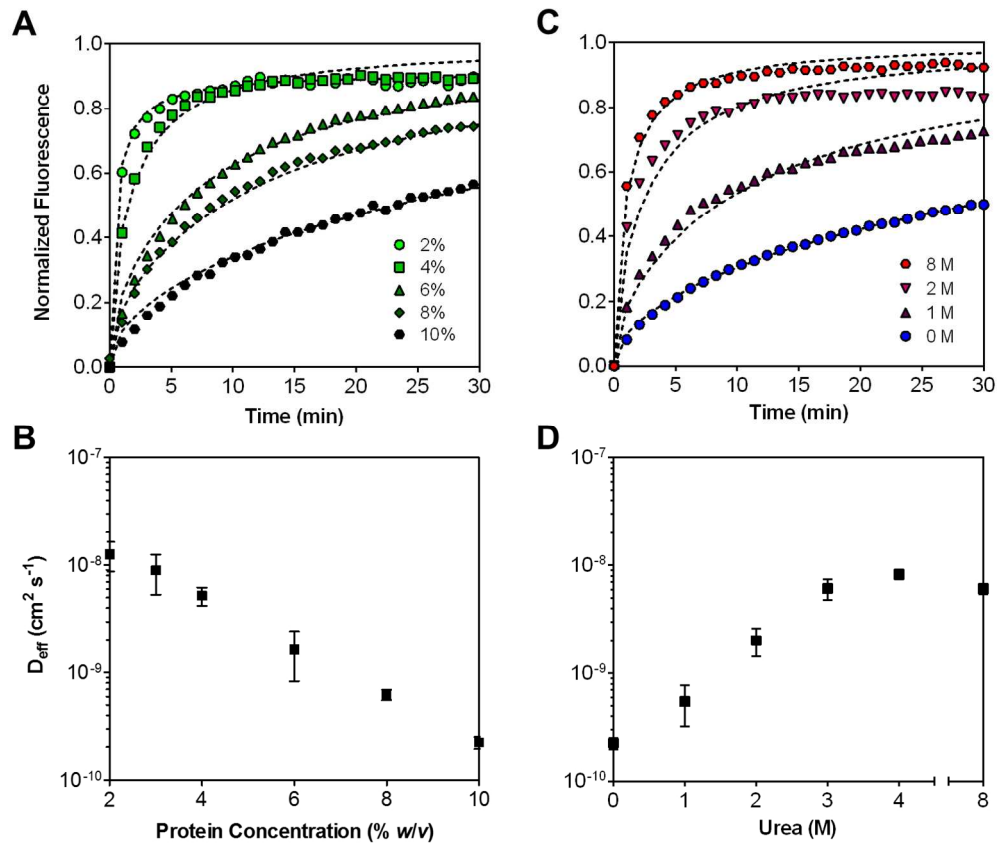 A
Normalized Fluorescence
1.0
0.8
0.6
0.4
0.2
0.0
2%
4%
6%
8%
10%
0 5 10 15 20 25 30
Time (min)
C
1.0
0.8
0.6
0.4
0.2
0.0
8 M
2 M
1 M
0 M
0 5 10 15 20 25 30
Time (min)
B
D_eff (cm² s⁻¹)
10⁻⁷
10⁻⁸
10⁻⁹
10⁻¹⁰
2 4 6 8 10
Protein Concentration (% w/v)
D
10⁻⁷
10⁻⁸
10⁻⁹
10⁻¹⁰
0 1 2 3 4 8
Urea (M)